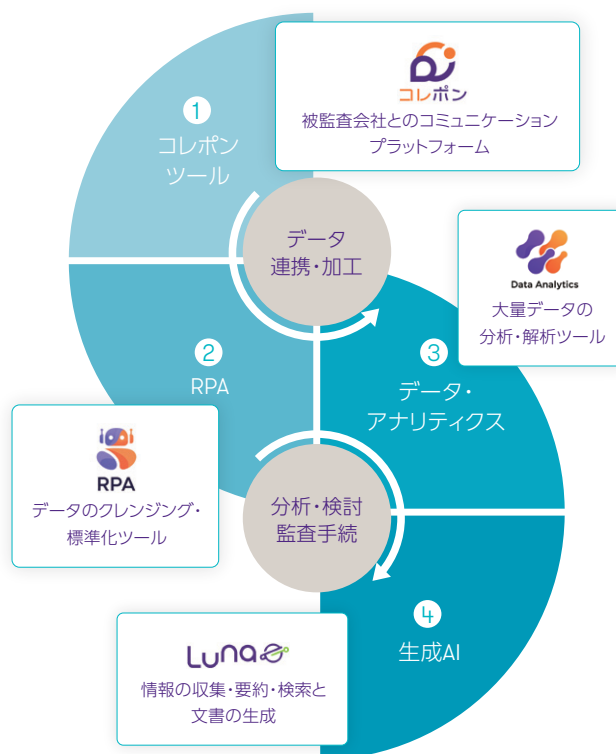 コレポン
被監査会社とのコミュニケーション
プラットフォーム
1
コレポン
ツール
データ
連携・加工
Data Analytics
大量データの
分析・解析ツール
2
RPA
3
データ・
アナリティクス
RPA
データのクレンジング・
標準化ツール
分析・検討
監査手続
4
生成AI
Luna
情報の収集・要約・検索と
文書の生成